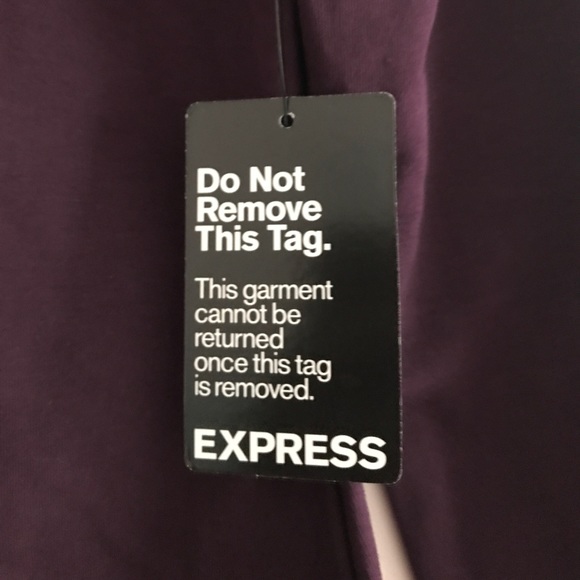 Do Not
Remove
This Tag.
This garment
cannot be
returned
once this tag
is removed.
EXPRESS